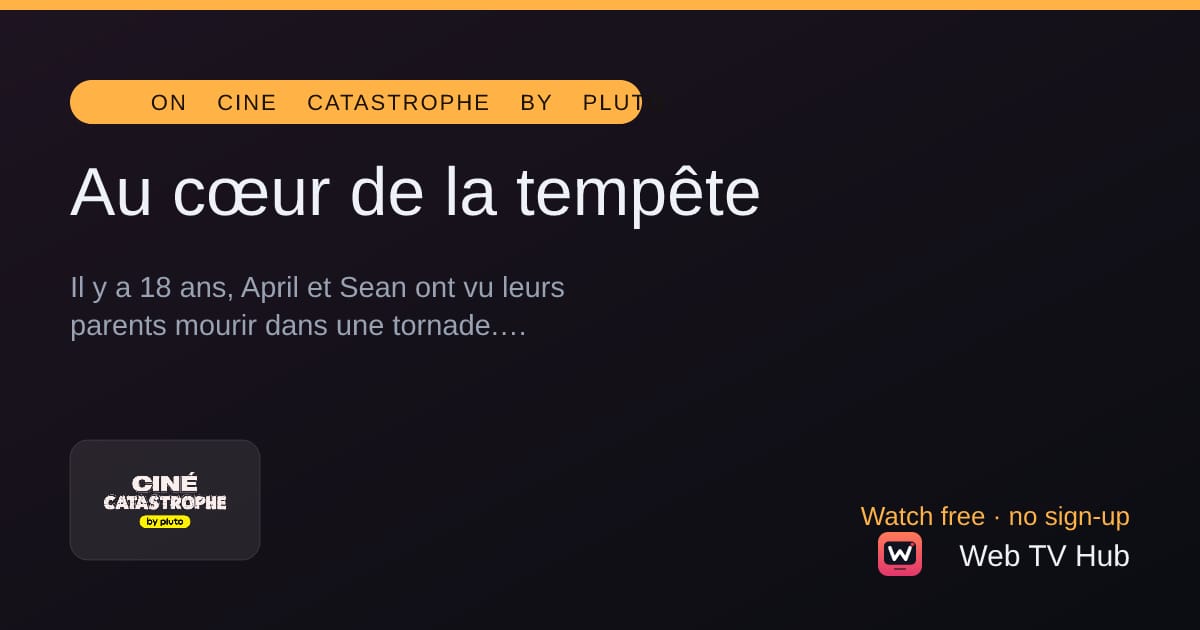 ON CINE CATASTROPHE BY PLUT
Au cœur de la tempête
Il y a 18 ans, April et Sean ont vu leurs
parents mourir dans une tornade.…
CINÉ
CATASTROPHE
by pluto
Watch free · no sign-up
W
Web TV Hub